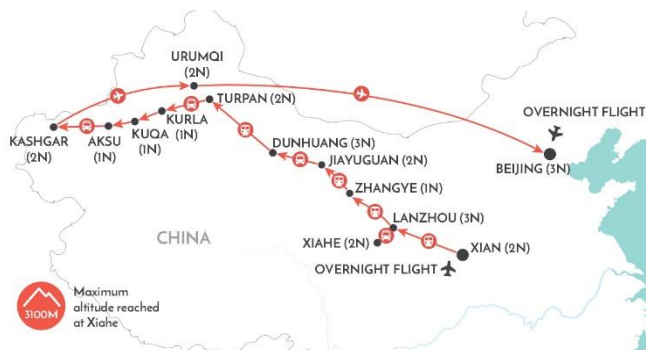 URUMQI
(2N)
TURPAN (2N)
KURLA
(1N)
KUQA
(1N)
AKSU
(1N)
KASHGAR
(2N)
OVERNIGHT FLIGHT
BEIJING (3N)
DUNHUANG (3N)
JIAYUGUAN (2N)
ZHANGYE (1N)
LANZHOU (3N)
XIAHE (2N)
XIAN (2N)
OVERNIGHT FLIGHT
CHINA
3100M
Maximum
altitude reached
at Xiahe